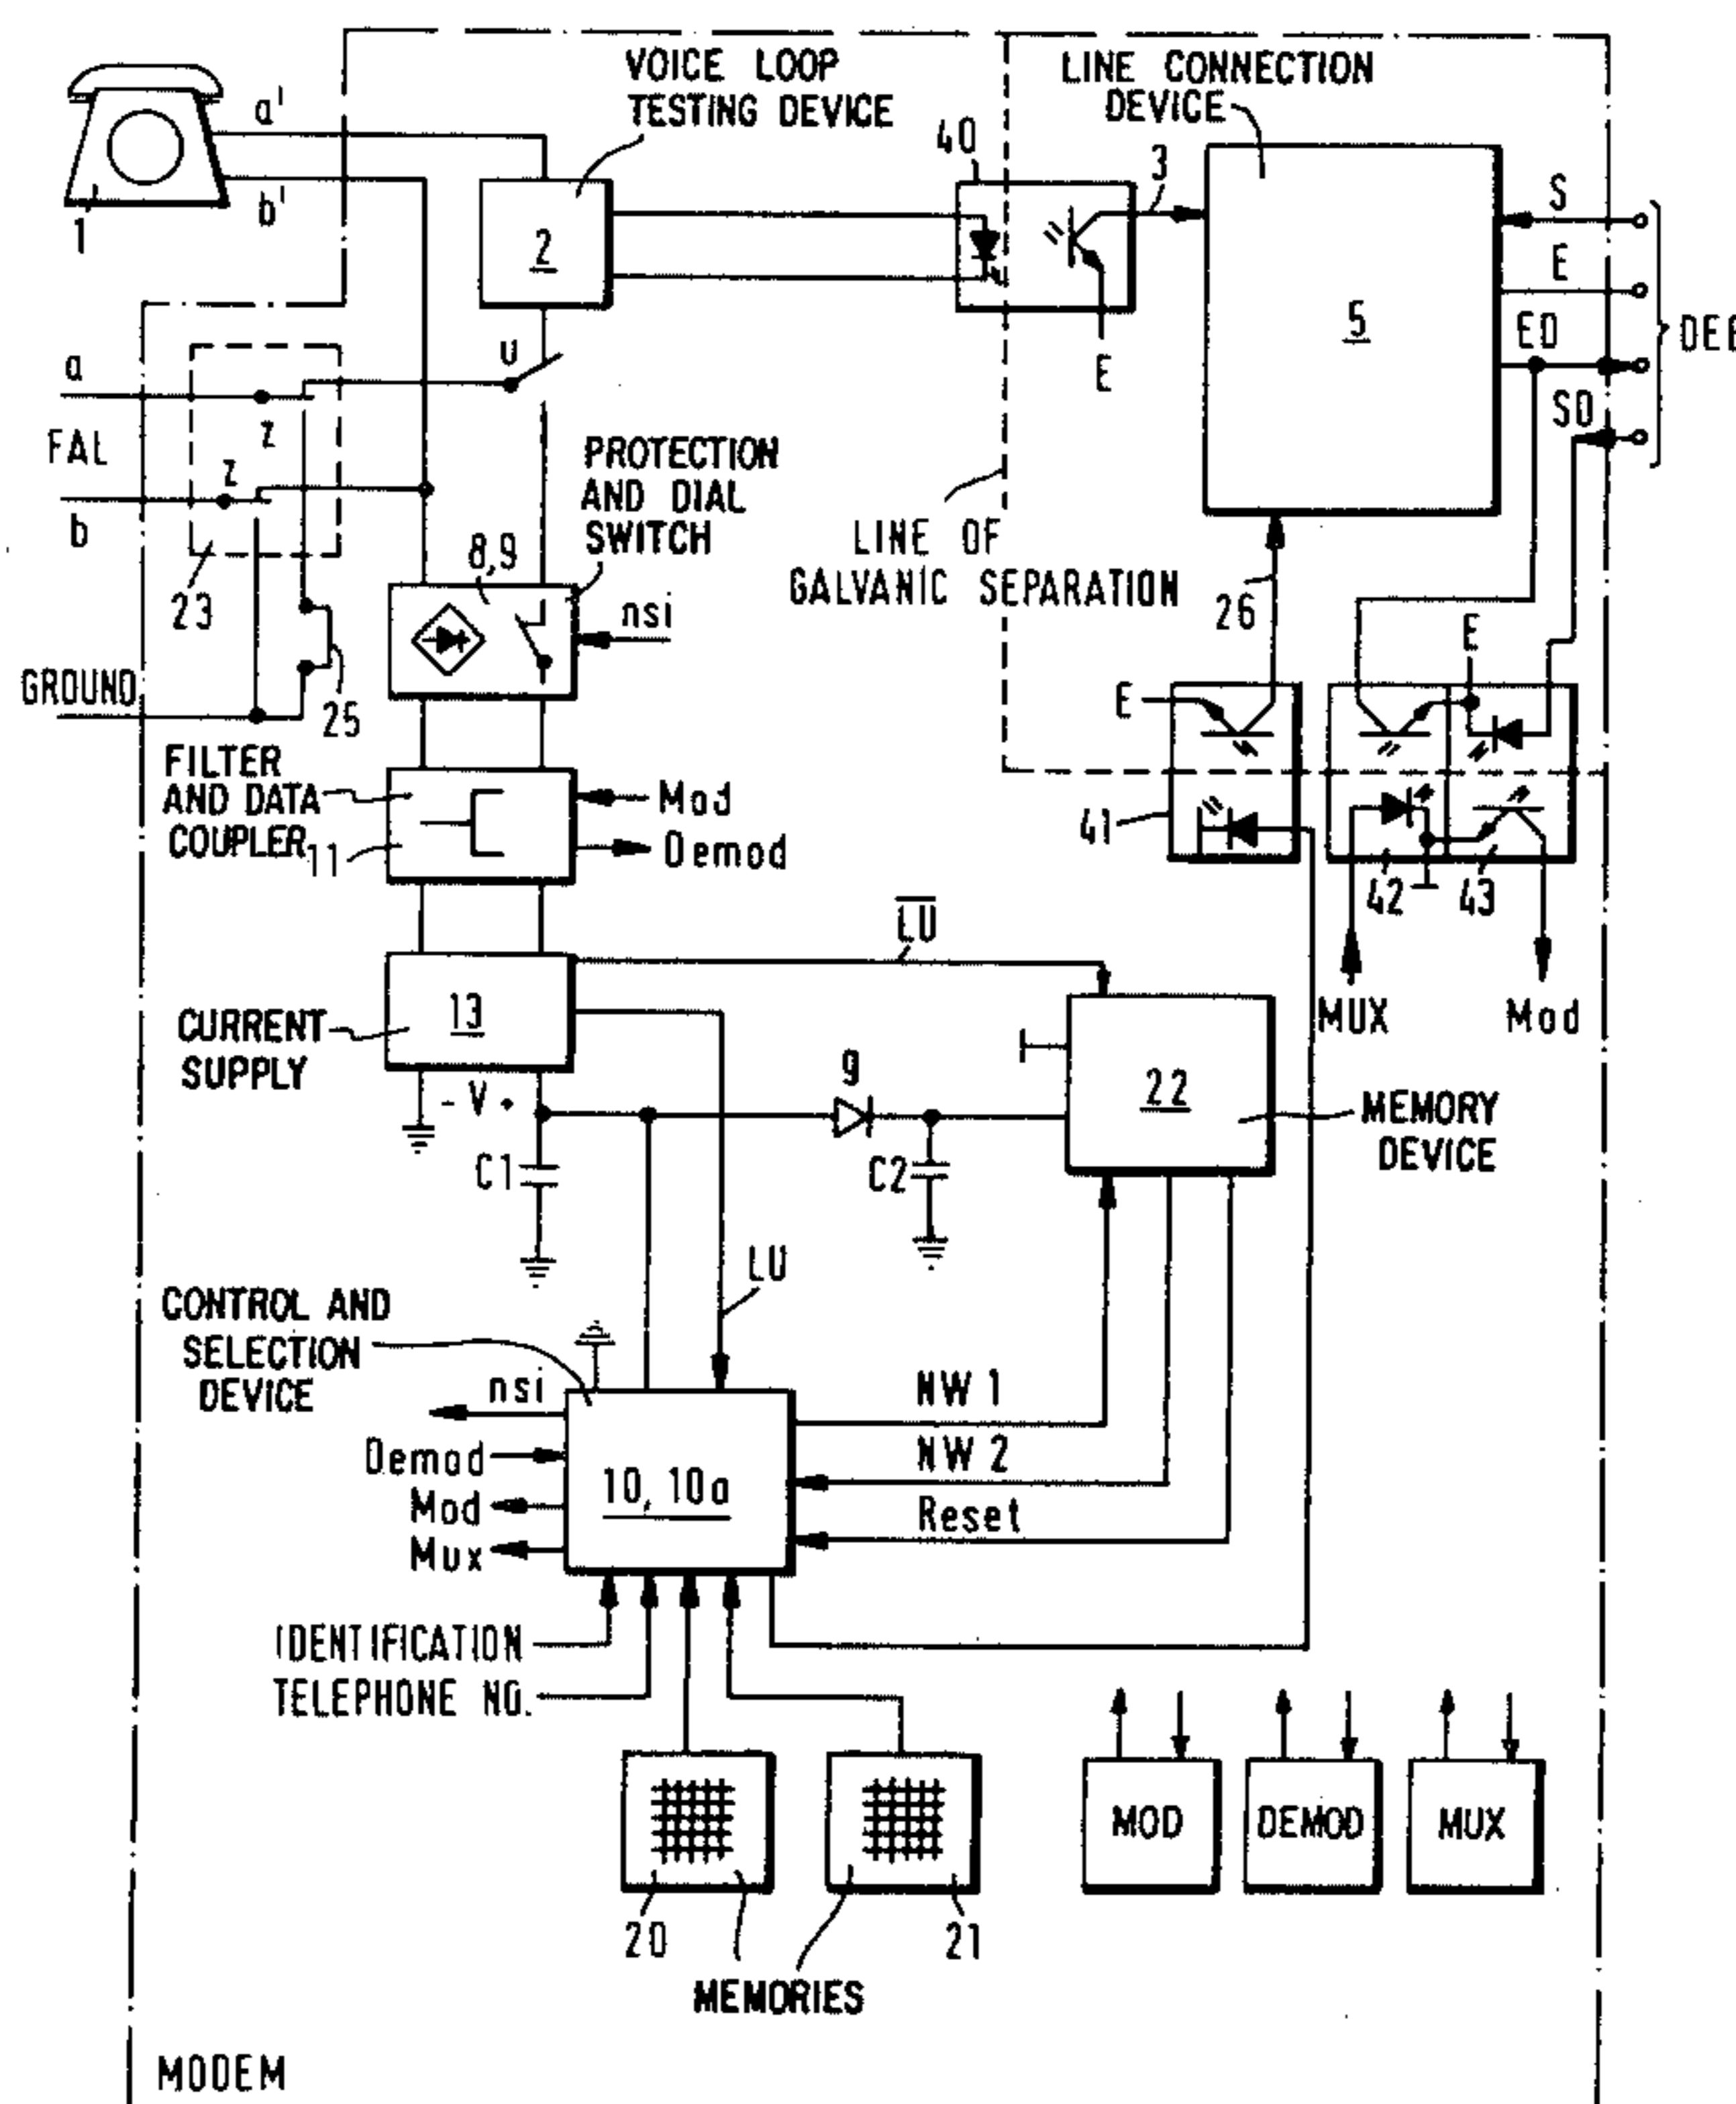 VOICE LOOP
TESTING DEVICE
LINE CONNECTION
DEVICE
a'
b'
1
2
40
3
5
S
E
ED
SD
E
u
a
z
FAL
z
b
23
GROUND
25
PROTECTION
AND DIAL
SWITCH
8,9
nsi
LINE OF
GALVANIC SEPARATION
26
E
E
41
42
43
MUX
Mod
FILTER
AND DATA
COUPLER
11
Mod
Demod
LU
13
CURRENT
SUPPLY
- V +
C1
9
C2
22
MEMORY
DEVICE
LU
CONTROL AND
SELECTION
DEVICE
nsi
Demod
Mod
Mux
10, 10a
NW 1
NW 2
Reset
IDENTIFICATION
TELEPHONE NO.
MOD
DEMOD
MUX
20
21
MEMORIES
MODEM